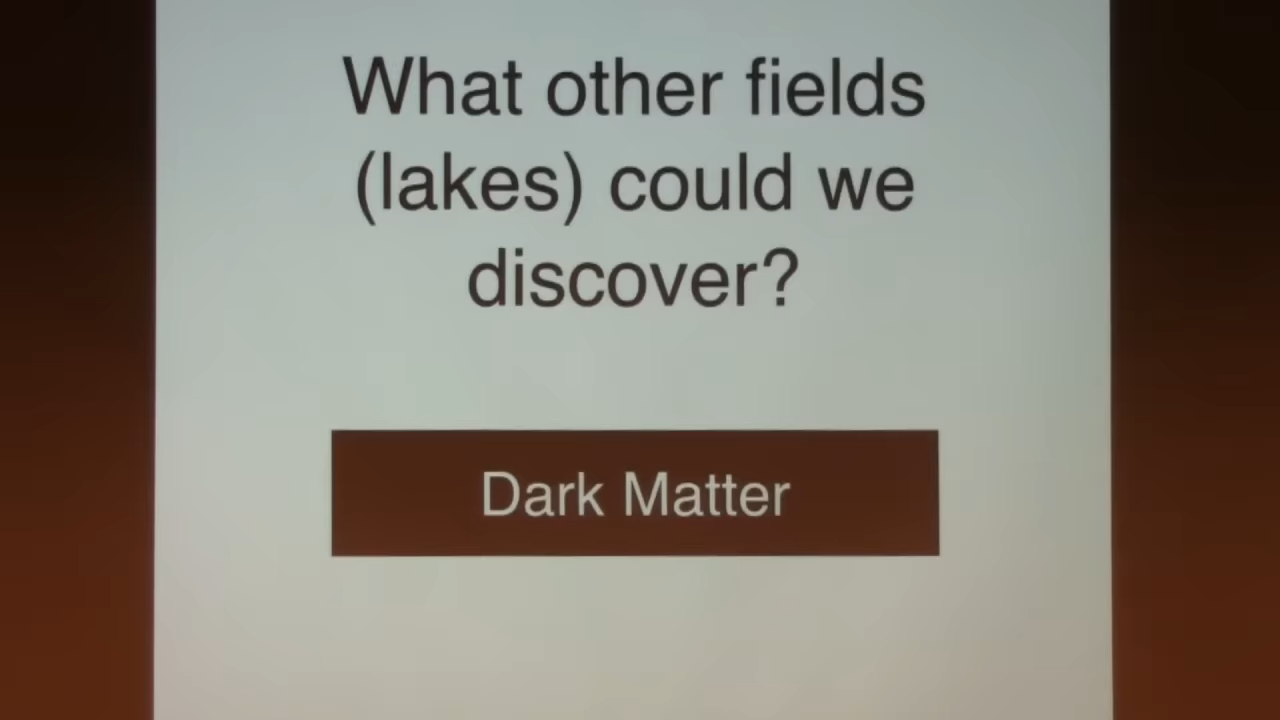 What other fields
(lakes) could we
discover?
Dark Matter